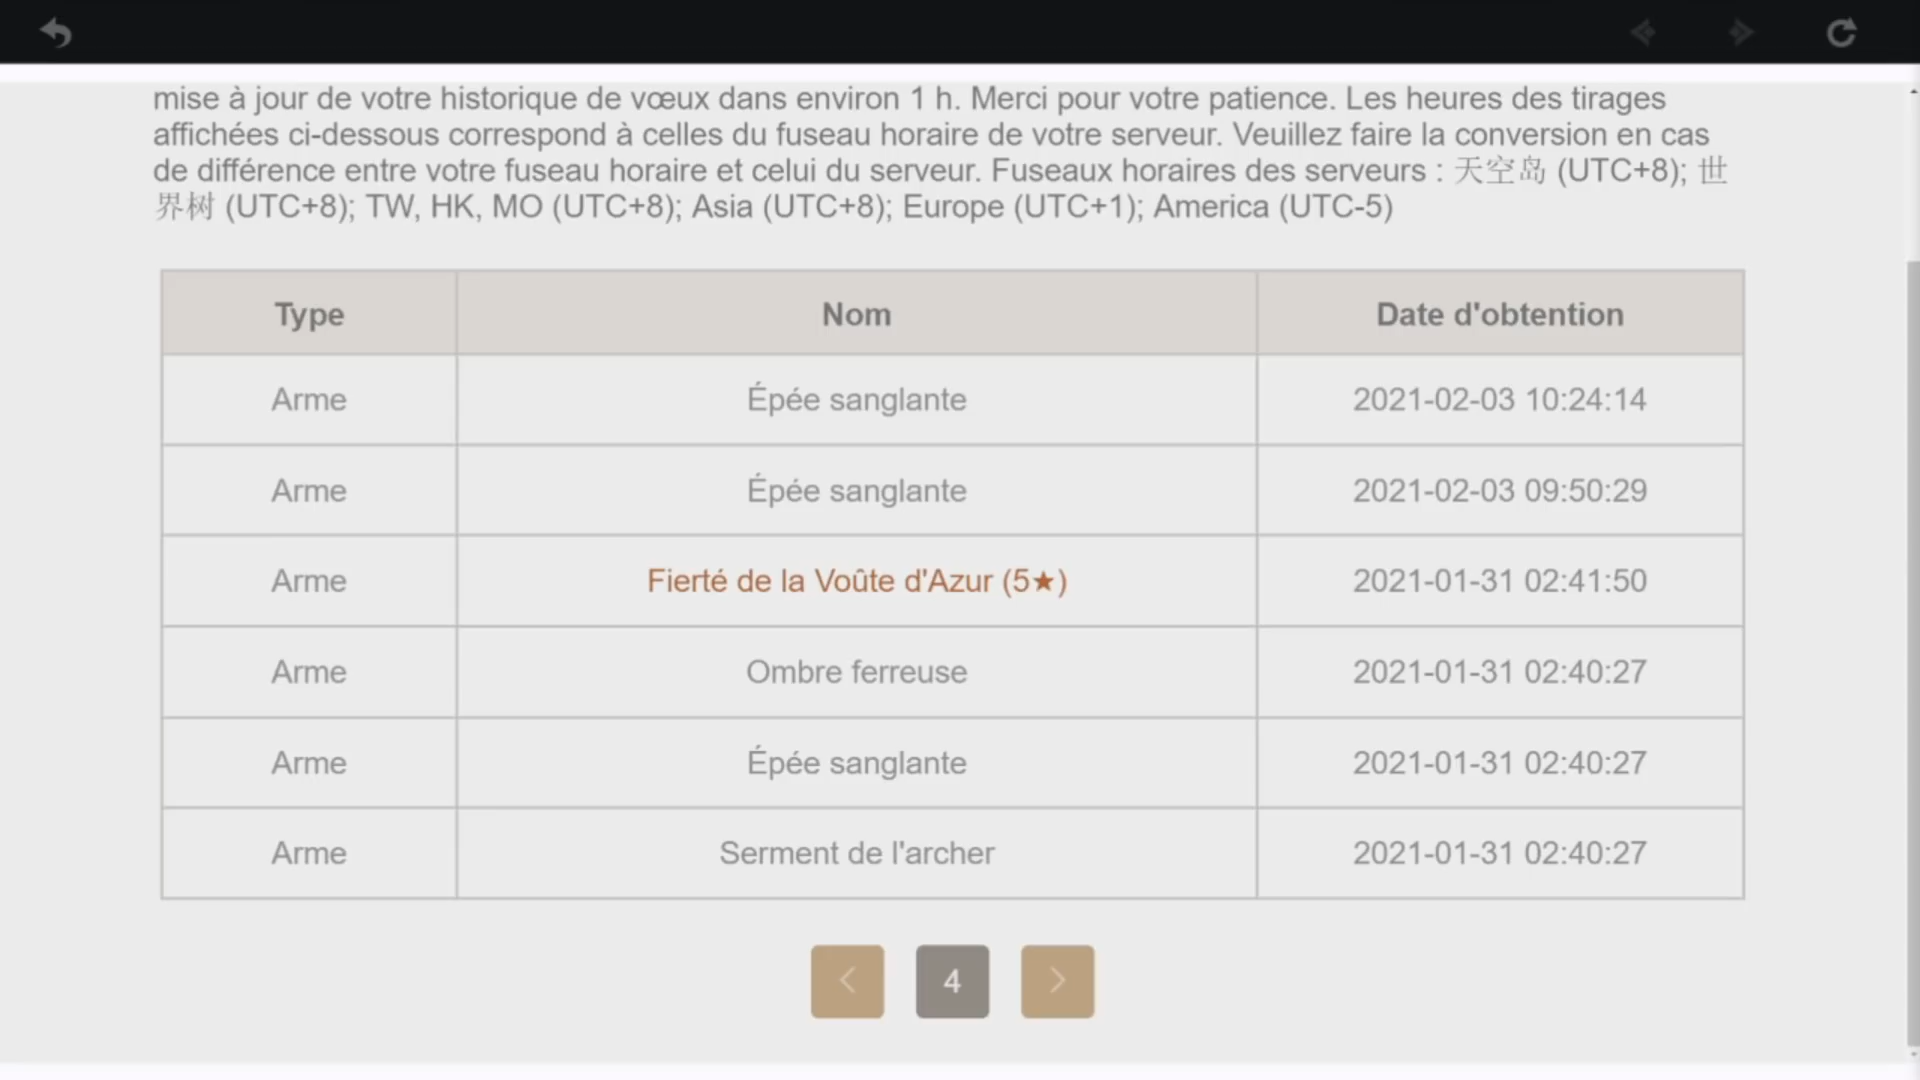 mise à jour de votre historique de vœux dans environ 1 h. Merci pour votre patience. Les heures des tirages
affichées ci-dessous correspond à celles du fuseau horaire de votre serveur. Veuillez faire la conversion en cas
de différence entre votre fuseau horaire et celui du serveur. Fuseaux horaires des serveurs : 天空岛 (UTC+8); 世
界树 (UTC+8); TW, HK, MO (UTC+8); Asia (UTC+8); Europe (UTC+1); America (UTC-5)
Type Nom Date d'obtention
Arme Épée sanglante 2021-02-03 10:24:14
Arme Épée sanglante 2021-02-03 09:50:29
Arme Fierté de la Voûte d'Azur (5★) 2021-01-31 02:41:50
Arme Ombre ferreuse 2021-01-31 02:40:27
Arme Épée sanglante 2021-01-31 02:40:27
Arme Serment de l'archer 2021-01-31 02:40:27
4